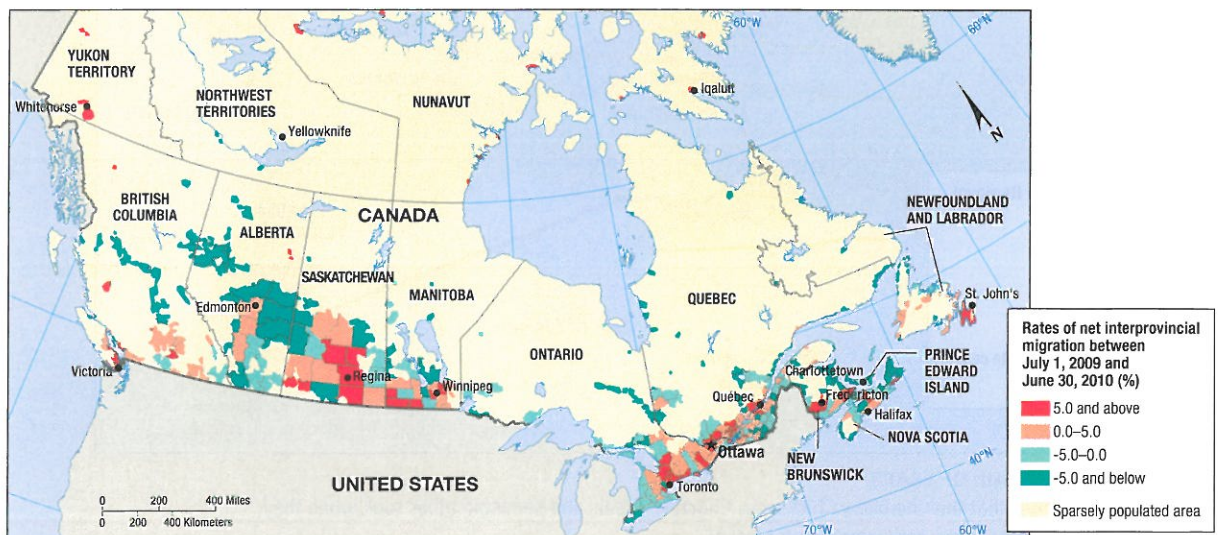 60°W
60°N
YUKON
TERRITORY
Whitehorse
NORTHWEST
TERRITORIES
NUNAVUT
Iqaluit
Yellowknife
N
BRITISH
COLUMBIA
CANADA
NEWFOUNDLAND
AND LABRADOR
ALBERTA
SASKATCHEWAN
MANITOBA
Edmonton
QUEBEC
St. John's
ONTARIO
PRINCE
EDWARD
ISLAND
Charlottetown
Victoria
Regina
Winnipeg
Québec
Fredericton
Halifax
NOVA SCOTIA
Ottawa
NEW
BRUNSWICK
40°N
Toronto
UNITED STATES
0 200 400 Miles
0 200 400 Kilometers
70°W
60°W
Rates of net interprovincial
migration between
July 1, 2009 and
June 30, 2010 (%)
5.0 and above
0.0–5.0
-5.0–0.0
-5.0 and below
Sparsely populated area